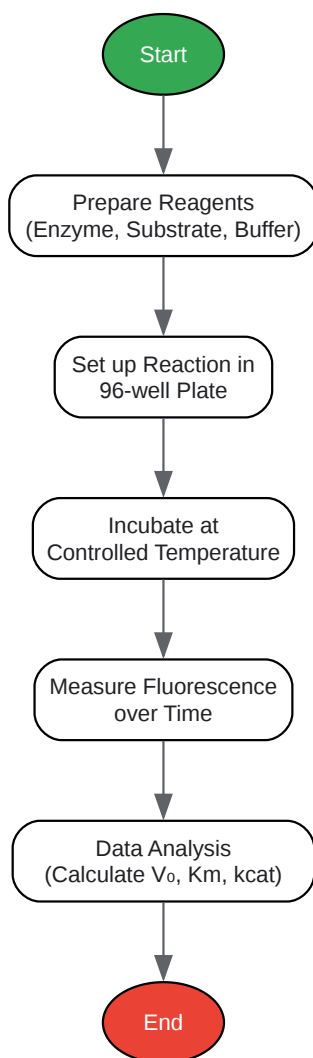 Start
Prepare Reagents
(Enzyme, Substrate, Buffer)
Set up Reaction in
96-well Plate
Incubate at
Controlled Temperature
Measure Fluorescence
over Time
Data Analysis
(Calculate V₀, Km, kcat)
End